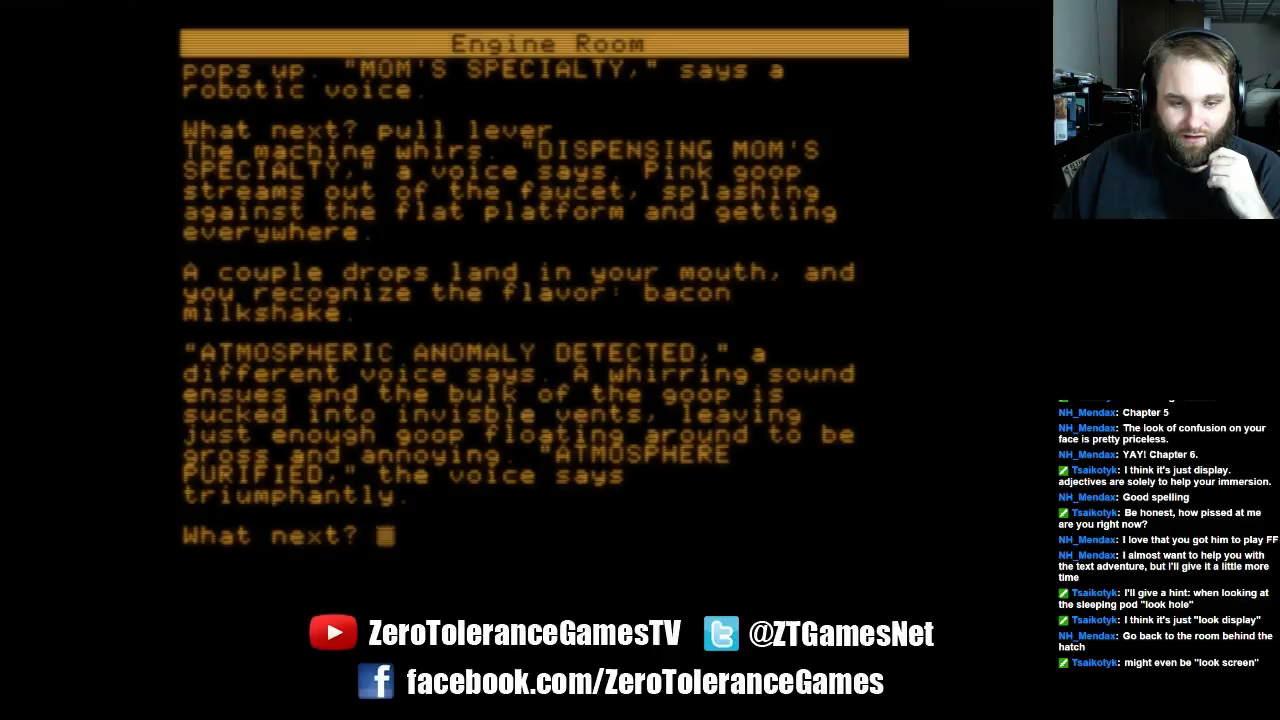 Engine Room
pops up. "MOM'S SPECIALTY," says a
robotic voice.
What next? pull lever
The machine whirs. "DISPENSING MOM'S
SPECIALTY," a voice says. Pink goop
streams out of the faucet, splashing
against the flat platform and getting
everywhere.
A couple drops land in your mouth, and
you recognize the flavor: bacon
milkshake.
"ATMOSPHERIC ANOMALY DETECTED," a
different voice says. A whirring sound
ensues and the bulk of the goop is
sucked into invisble vents, leaving
just enough goop floating around to be
gross and annoying. "ATMOSPHERE
PURIFIED," the voice says
triumphantly.
What next?
NH_Mendax: Chapter 5
NH_Mendax: The look of confusion on your
face is pretty priceless.
NH_Mendax: YAY! Chapter 6.
Tsaikotyk: I think it's just display.
adjectives are solely to help your immersion.
NH_Mendax: Good spelling
Tsaikotyk: Be honest, how pissed at me
are you right now?
NH_Mendax: I love that you got him to play FF
NH_Mendax: I almost want to help you with
the text adventure, but I'll give it a little more
time
Tsaikotyk: I'll give a hint: when looking at
the sleeping pod "look hole"
Tsaikotyk: I think it's just "look display"
NH_Mendax: Go back to the room behind the
hatch
Tsaikotyk: might even be "look screen"
ZeroToleranceGamesTV @ZTGamesNet
facebook.com/ZeroToleranceGames